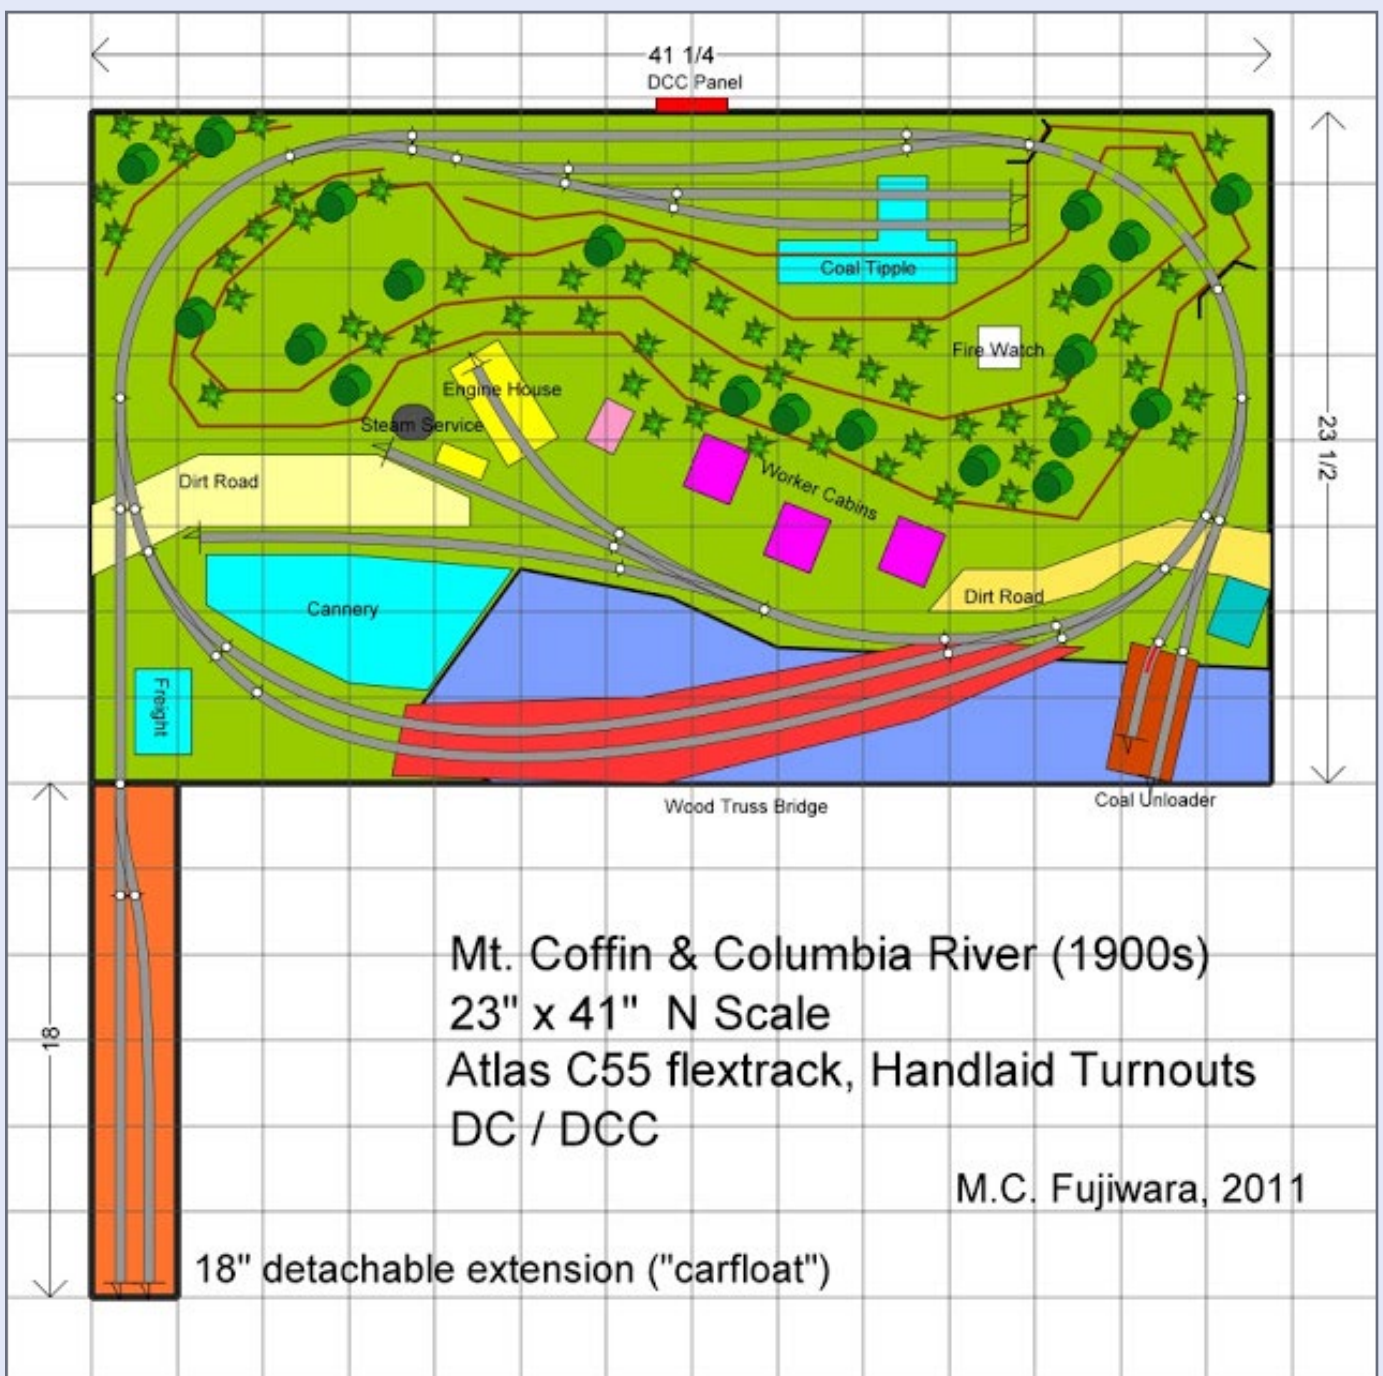 41 1/4
DCC Panel
Coal Tipple
Fire Watch
Engine House
Steam Service
23 1/2
Worker Cabins
Dirt Road
Dirt Road
Cannery
Freight
Wood Truss Bridge
Coal Unloader
18
Mt. Coffin & Columbia River (1900s)
23" x 41" N Scale
Atlas C55 flextrack, Handlaid Turnouts
DC / DCC
M.C. Fujiwara, 2011
18" detachable extension ("carfloat")